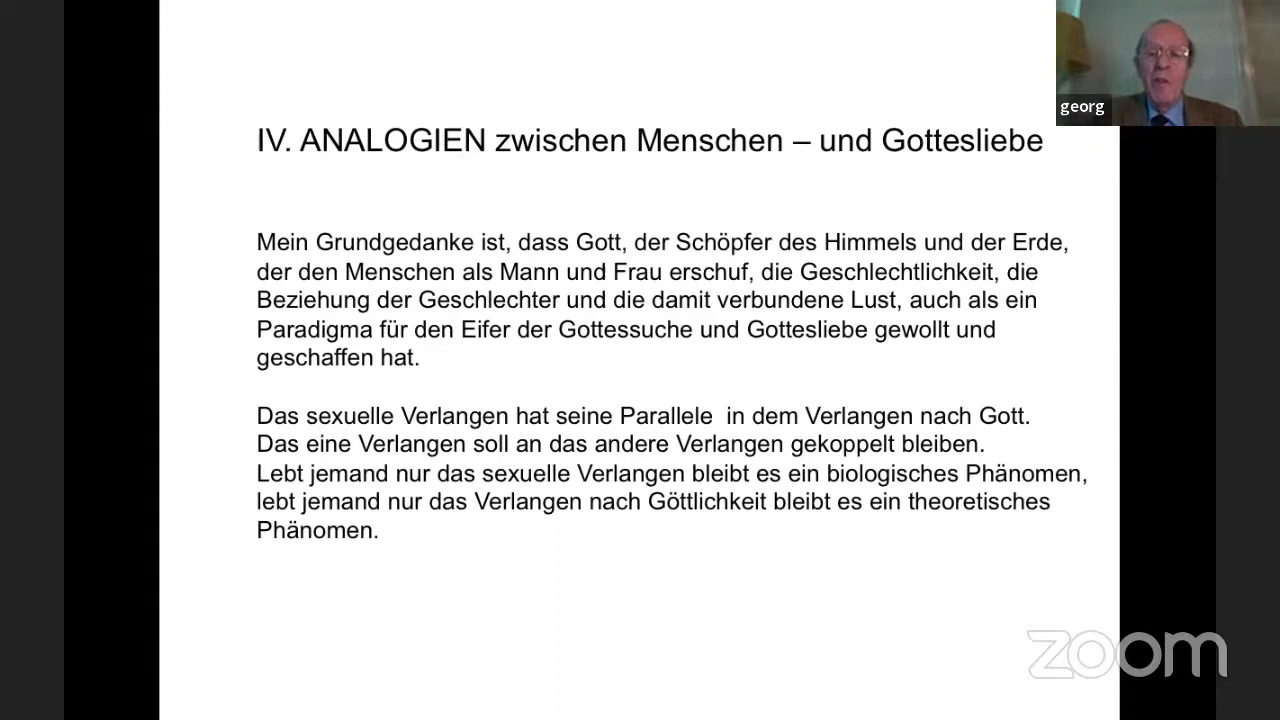 georg
IV. ANALOGIEN zwischen Menschen – und Gottesliebe
Mein Grundgedanke ist, dass Gott, der Schöpfer des Himmels und der Erde,
der den Menschen als Mann und Frau erschuf, die Geschlechtlichkeit, die
Beziehung der Geschlechter und die damit verbundene Lust, auch als ein
Paradigma für den Eifer der Gottessuche und Gottesliebe gewollt und
geschaffen hat.
Das sexuelle Verlangen hat seine Parallele  in dem Verlangen nach Gott.
Das eine Verlangen soll an das andere Verlangen gekoppelt bleiben.
Lebt jemand nur das sexuelle Verlangen bleibt es ein biologisches Phänomen,
lebt jemand nur das Verlangen nach Göttlichkeit bleibt es ein theoretisches
Phänomen.
zoom